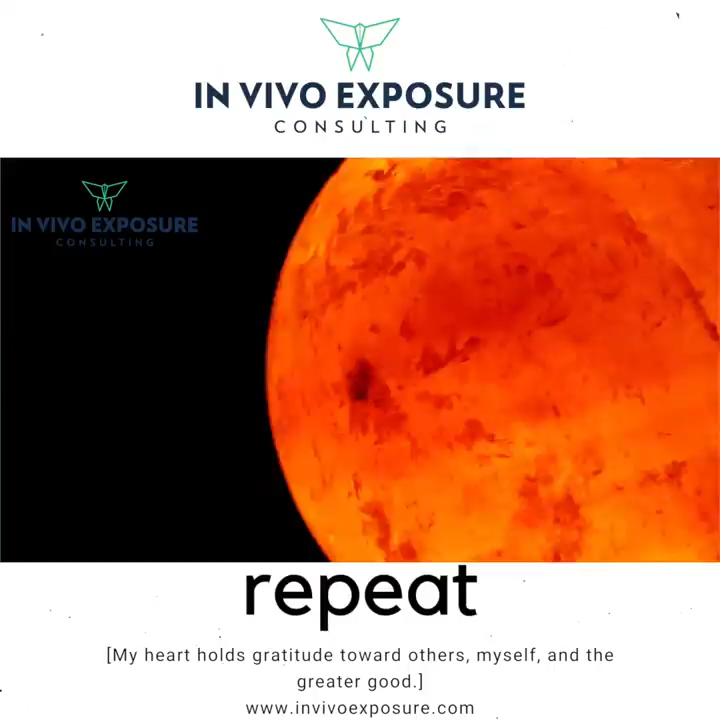 IN VIVO EXPOSURE
CONSULTING
IN VIVO EXPOSURE
CONSULTING
repeat
[My heart holds gratitude toward others, myself, and the
greater good.]
www.invivoexposure.com